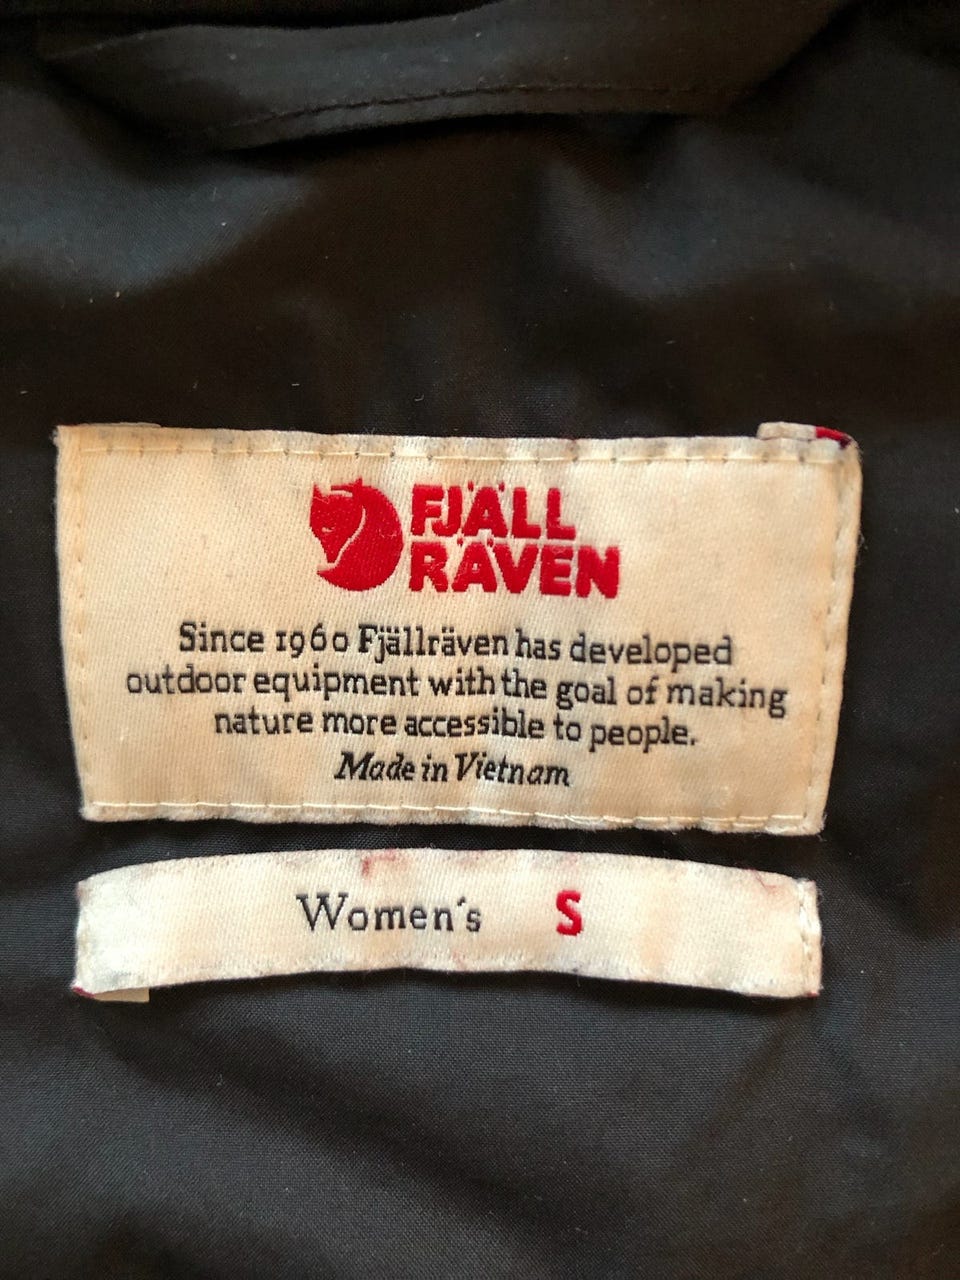 FJÄLL
RÄVEN
Since 1960 Fjällräven has developed
outdoor equipment with the goal of making
nature more accessible to people.
Made in Vietnam
Women's S